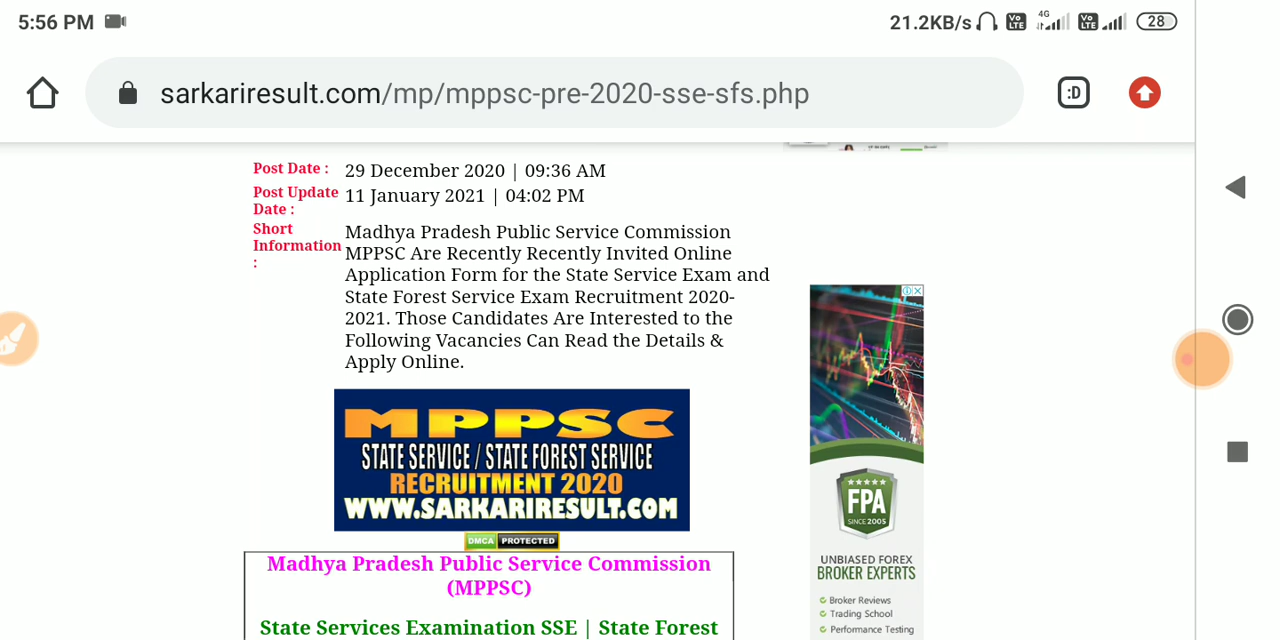 5:56 PM
21.2KB/s Vo LTE 4G Vo LTE 28
sarkariresult.com/mp/mppsc-pre-2020-sse-sfs.php
:D
Post Date : 29 December 2020 | 09:36 AM
Post Update Date : 11 January 2021 | 04:02 PM
Short Information :
Madhya Pradesh Public Service Commission
MPPSC Are Recently Recently Invited Online
Application Form for the State Service Exam and
State Forest Service Exam Recruitment 2020-
2021. Those Candidates Are Interested to the
Following Vacancies Can Read the Details &
Apply Online.
MPPSC
STATE SERVICE / STATE FOREST SERVICE
RECRUITMENT 2020
WWW.SARKARIRESULT.COM
DMCA PROTECTED
Madhya Pradesh Public Service Commission
(MPPSC)
State Services Examination SSE | State Forest
FPA
SINCE 2005
UNBIASED FOREX
BROKER EXPERTS
Broker Reviews
Trading School
Performance Testing